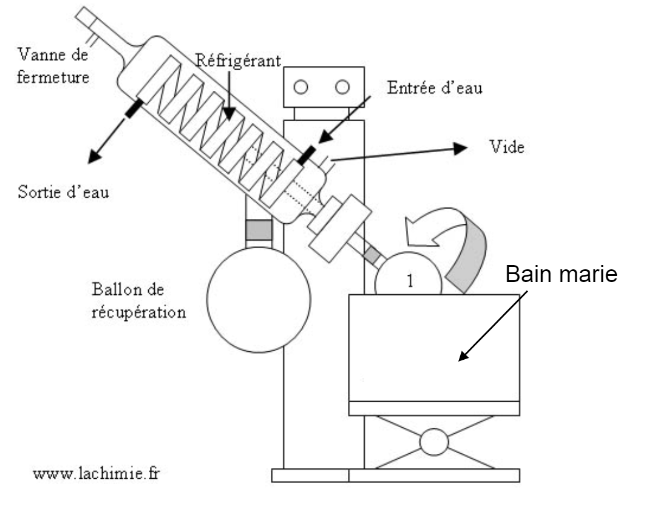 Vanne de
fermeture
Réfrigérant
Entrée d'eau
Vide
Sortie d'eau
Ballon de
récupération
1
Bain marie
www.lachimie.fr